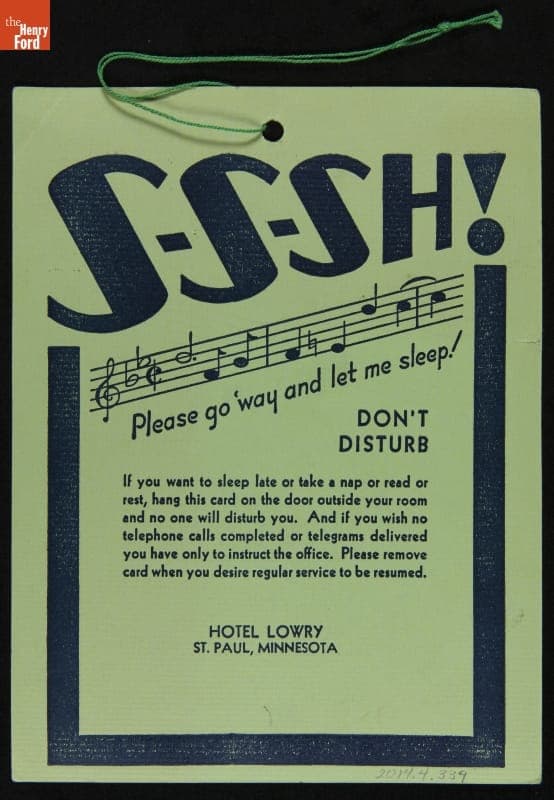 the
Henry
Ford
S-S-SH!
Please go 'way and let me sleep!
DON'T
DISTURB
If you want to sleep late or take a nap or read or
rest, hang this card on the door outside your room
and no one will disturb you. And if you wish no
telephone calls completed or telegrams delivered
you have only to instruct the office. Please remove
card when you desire regular service to be resumed.
HOTEL LOWRY
ST. PAUL, MINNESOTA
2014.4.339